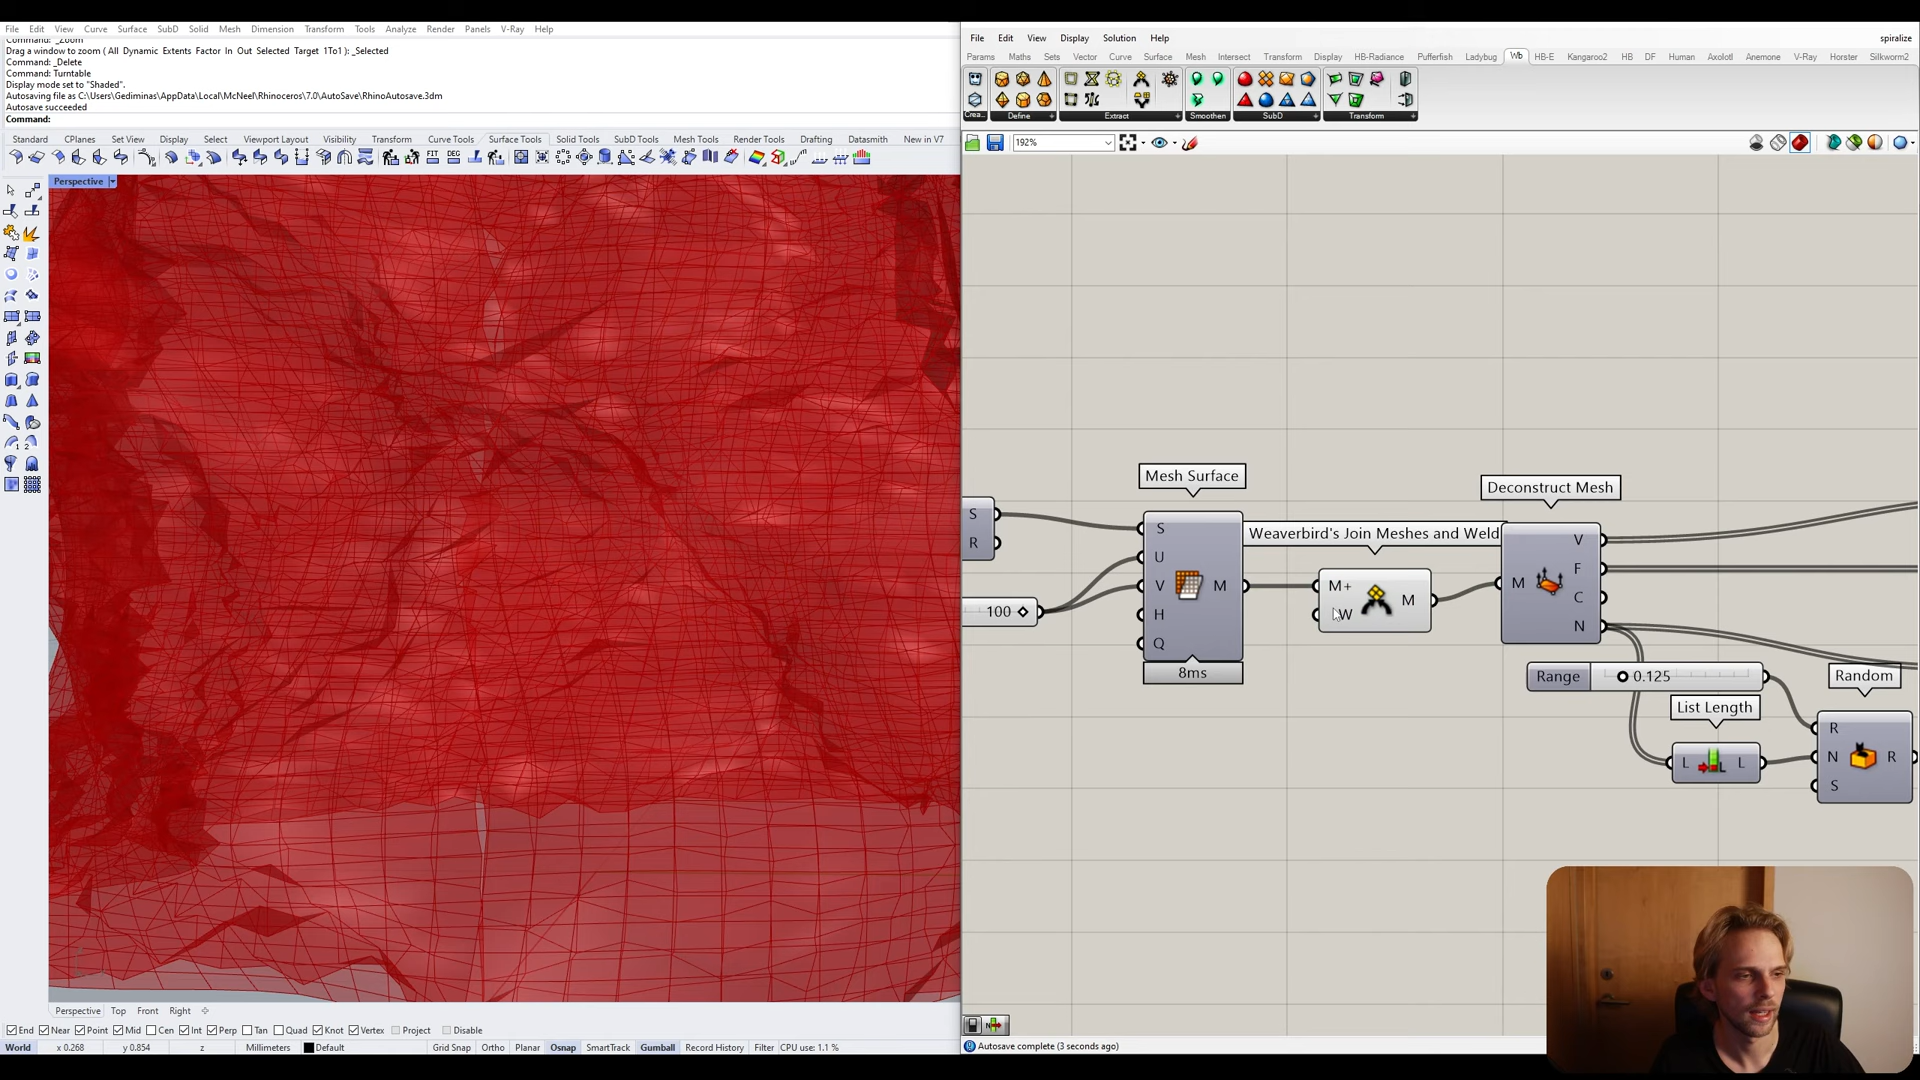 File Edit View Curve Surface SubD Solid Mesh Dimension Transform Tools Analyze Render Panels V-Ray Help
Command: _Zoom
Drag a window to zoom ( All Dynamic Extents Factor In Out Selected Target 1To1 ): _Selected
Command: _Delete
Command: Turntable
Display mode set to "Shaded".
Autosaving file as C:\Users\Gediminas\AppData\Local\McNeel\Rhinoceros\7.0\AutoSave\RhinoAutosave.3dm
Autosave succeeded
Command:
Standard CPlanes Set View Display Select Viewport Layout Visibility Transform Curve Tools Surface Tools Solid Tools SubD Tools Mesh Tools Render Tools Drafting Datasmith New in V7
FIT DEG
Perspective
Perspective Top Front Right
End Near Point Mid Cen Int Perp Tan Quad Knot Vertex Project Disable
World x 0.268 y 0.854 z Millimeters Default Grid Snap Ortho Planar Osnap SmartTrack Gumball Record History Filter CPU use: 1.1 %
File Edit View Display Solution Help spiralize
Params Maths Sets Vector Curve Surface Mesh Intersect Transform Display HB-Radiance Pufferfish Ladybug Wb HB-E Kangaroo2 HB DF Human Axolotl Anemone V-Ray Horster Silkworm2
Crea... Define Extract Smoothen SubD Transform
192%
Mesh Surface
Deconstruct Mesh
Weaverbird's Join Meshes and Weld
S
R
100
S
U
V
H
Q
M
8ms
M+
W
M
M
V
F
C
N
Range 0.125
Random
List Length
L L
R
N
S
R
Autosave complete (3 seconds ago)